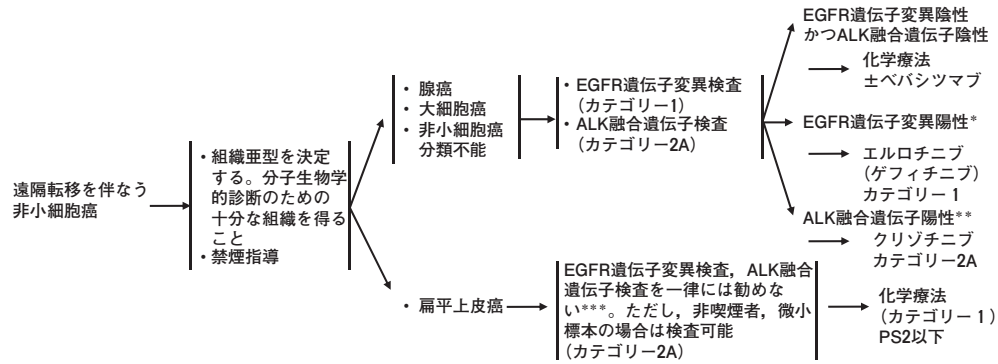 遠隔転移を伴なう
非小細胞癌
・組織亜型を決定
する。分子生物学
的診断のための
十分な組織を得る
こと
・禁煙指導
・ 腺癌
・ 大細胞癌
・ 非小細胞癌
分類不能
・ EGFR遺伝子変異検査
（カテゴリー1）
・ ALK融合遺伝子検査
（カテゴリー2A）
EGFR遺伝子変異陰性
かつALK融合遺伝子陰性
化学療法
±ベバシツマブ
EGFR遺伝子変異陽性*
エルロチニブ
(ゲフィチニブ)
カテゴリー 1
ALK融合遺伝子陽性**
クリゾチニブ
カテゴリー2A
・ 扁平上皮癌
EGFR遺伝子変異検査，ALK融合
遺伝子検査を一律には勧めな
い***。ただし，非喫煙者，微小
標本の場合は検査可能
（カテゴリー2A）
化学療法
（カテゴリー 1）
PS2以下